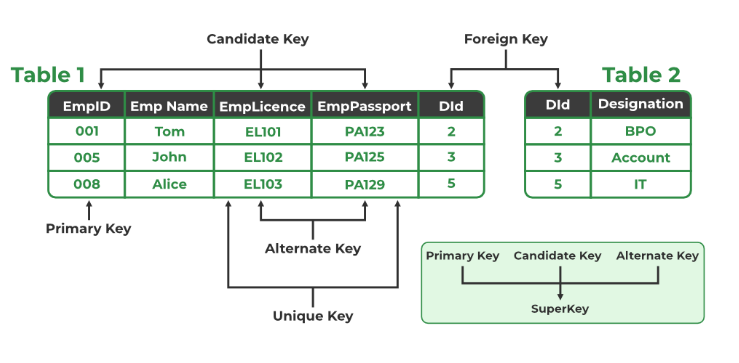 Candidate Key
Foreign Key
Table 1
Table 2
EmpID Emp Name EmpLicence EmpPassport DId
001 Tom EL101 PA123 2
005 John EL102 PA125 3
008 Alice EL103 PA129 5
DId Designation
2 BPO
3 Account
5 IT
Primary Key
Alternate Key
Unique Key
Primary Key Candidate Key Alternate Key
SuperKey